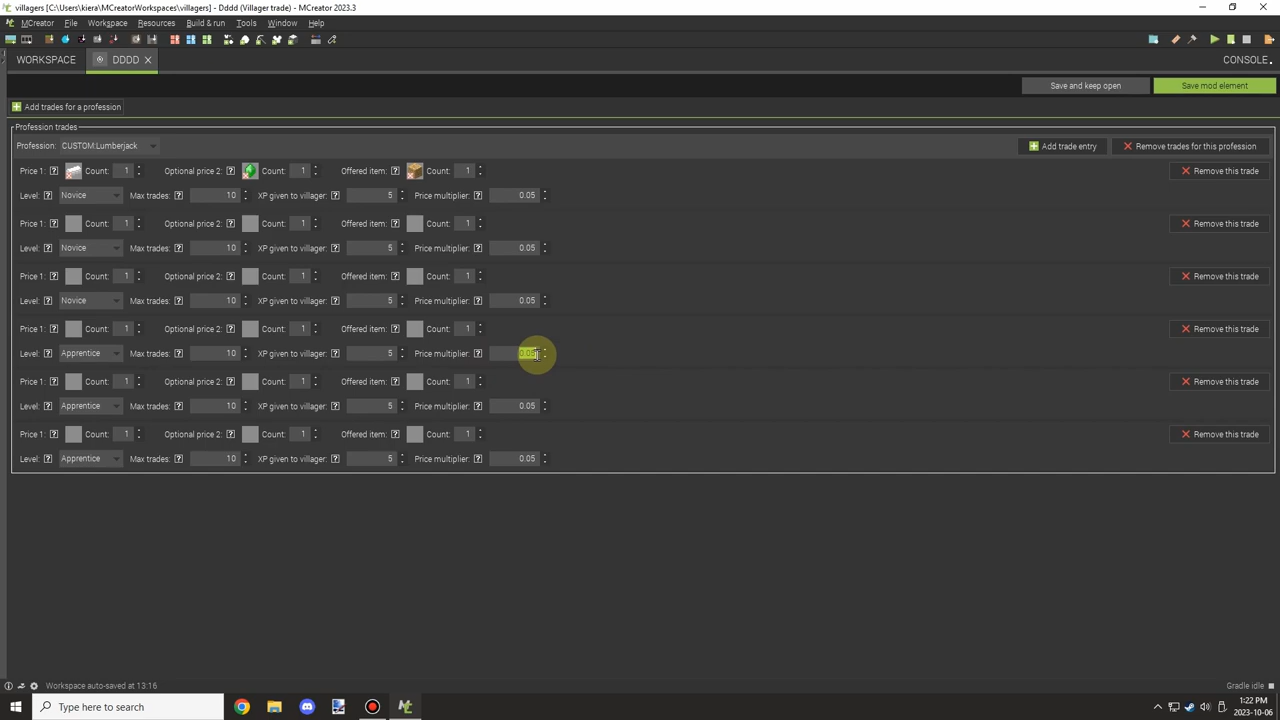 villagers [C:\Users\kiera\MCreatorWorkspaces\villagers] - Dddd (Villager trade) - MCreator 2023.3
MCreator File Workspace Resources Build & run Tools Window Help
WORKSPACE DDDD CONSOLE
Save and keep open Save mod element
Add trades for a profession
Profession trades
Profession: CUSTOM:Lumberjack Add trade entry Remove trades for this profession
Price 1: ? Count: 1 Optional price 2: ? Count: 1 Offered item: ? Count: 1 Remove this trade
Level: ? Novice Max trades: ? 10 XP given to villager: ? 5 Price multiplier: ? 0.05
Price 1: ? Count: 1 Optional price 2: ? Count: 1 Offered item: ? Count: 1 Remove this trade
Level: ? Novice Max trades: ? 10 XP given to villager: ? 5 Price multiplier: ? 0.05
Price 1: ? Count: 1 Optional price 2: ? Count: 1 Offered item: ? Count: 1 Remove this trade
Level: ? Novice Max trades: ? 10 XP given to villager: ? 5 Price multiplier: ? 0.05
Price 1: ? Count: 1 Optional price 2: ? Count: 1 Offered item: ? Count: 1 Remove this trade
Level: ? Apprentice Max trades: ? 10 XP given to villager: ? 5 Price multiplier: ? 0.05
Price 1: ? Count: 1 Optional price 2: ? Count: 1 Offered item: ? Count: 1 Remove this trade
Level: ? Apprentice Max trades: ? 10 XP given to villager: ? 5 Price multiplier: ? 0.05
Price 1: ? Count: 1 Optional price 2: ? Count: 1 Offered item: ? Count: 1 Remove this trade
Level: ? Apprentice Max trades: ? 10 XP given to villager: ? 5 Price multiplier: ? 0.05
Workspace auto-saved at 13:16 Gradle idle
Type here to search 1:22 PM
2023-10-06